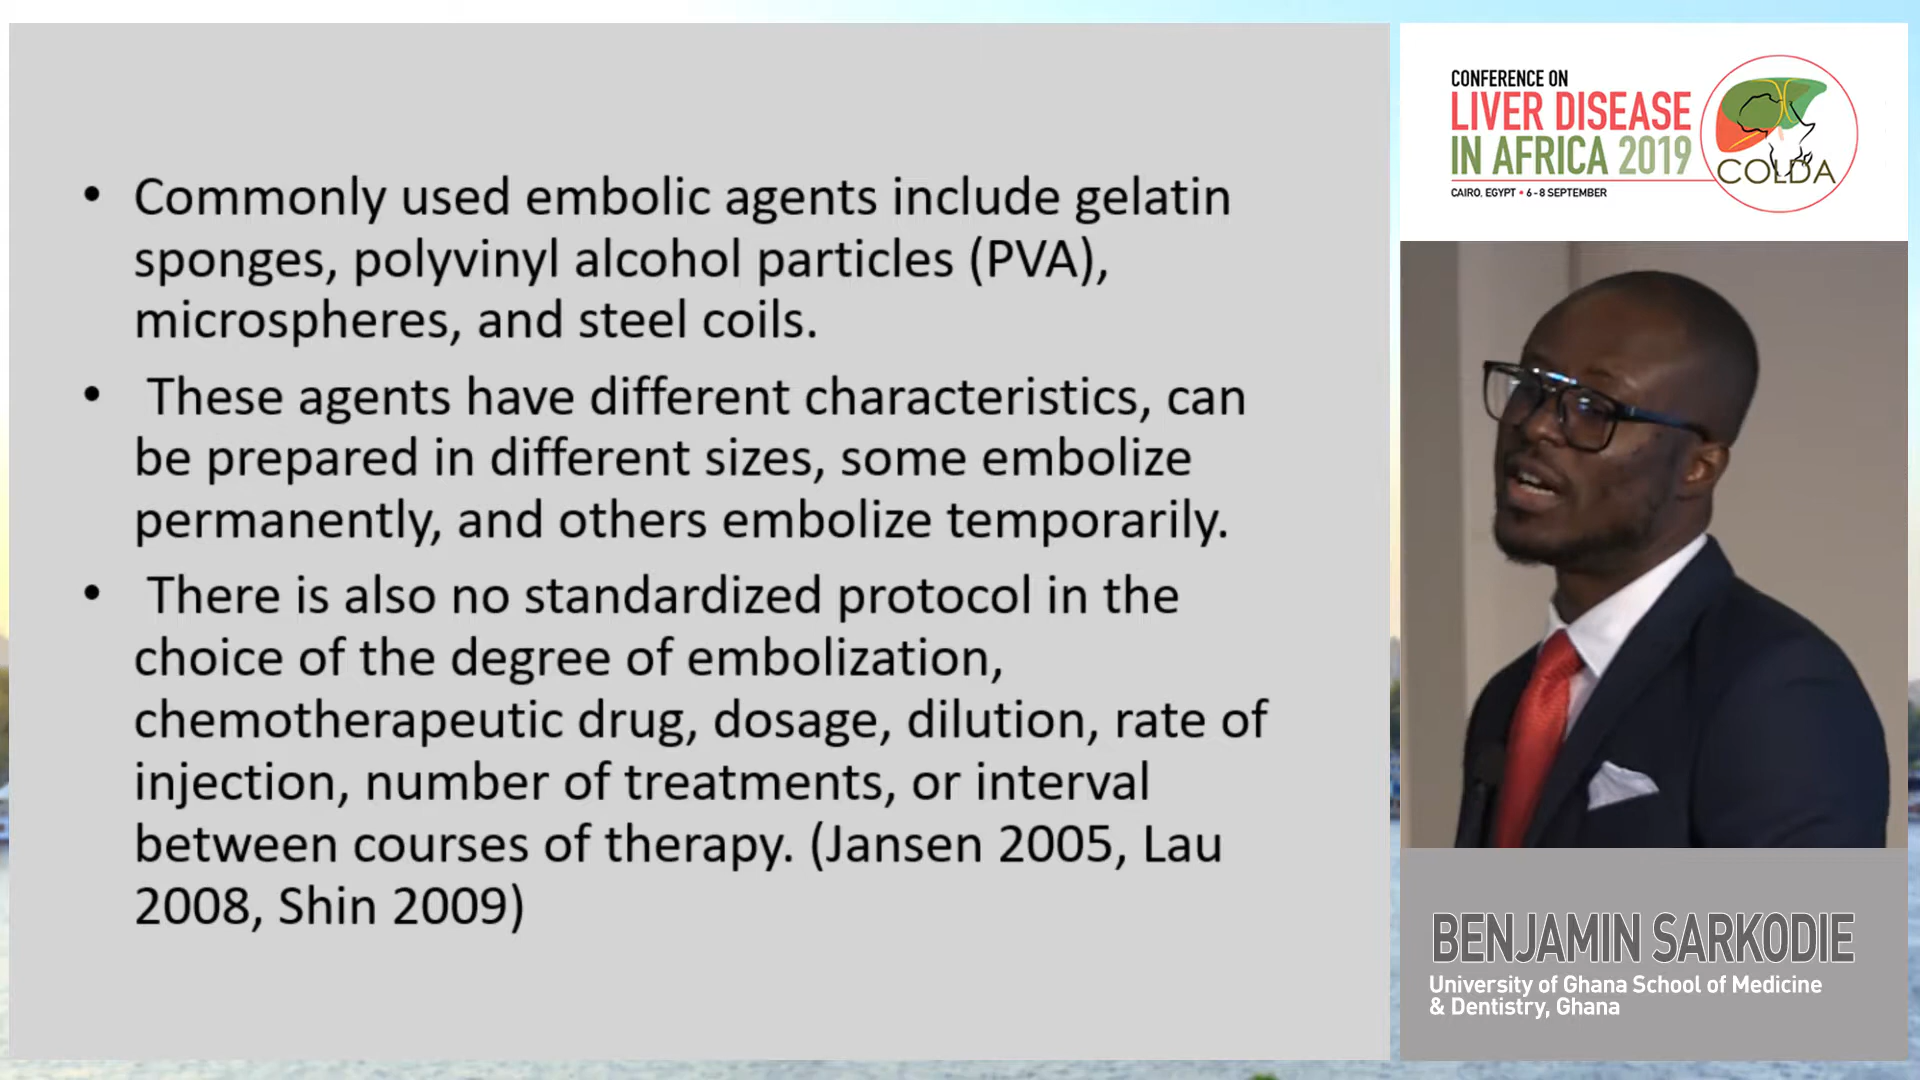 • Commonly used embolic agents include gelatin
sponges, polyvinyl alcohol particles (PVA),
microspheres, and steel coils.
• These agents have different characteristics, can
be prepared in different sizes, some embolize
permanently, and others embolize temporarily.
• There is also no standardized protocol in the
choice of the degree of embolization,
chemotherapeutic drug, dosage, dilution, rate of
injection, number of treatments, or interval
between courses of therapy. (Jansen 2005, Lau
2008, Shin 2009)
CONFERENCE ON
LIVER DISEASE
IN AFRICA 2019
CAIRO, EGYPT • 6 - 8 SEPTEMBER
COLDA
BENJAMIN SARKODIE
University of Ghana School of Medicine
& Dentistry, Ghana